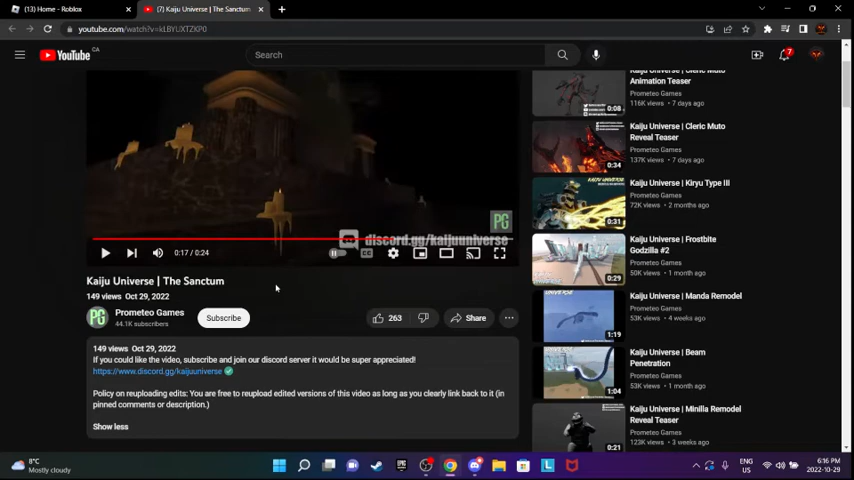 (13) Home - Roblox
(7) Kaiju Universe | The Sanctum
youtube.com/watch?v=kLBYUXTZKP0
YouTube CA
Search
7
discord.gg/kaijuuniverse
PG
0:17 / 0:24
CC
Kaiju Universe | The Sanctum
149 views Oct 29, 2022
PG
Prometeo Games
44.1K subscribers
Subscribe
263
Share
149 views Oct 29, 2022
If you could like the video, subscribe and join our discord server it would be super appreciated!
https://www.discord.gg/kaijuuniverse
Policy on reuploading edits: You are free to reupload edited versions of this video as long as you clearly link back to it (in
pinned comments or description.)
Show less
Kaiju Universe | Cleric Muto
Animation Teaser
Prometeo Games
116K views • 7 days ago
0:08
Kaiju Universe | Cleric Muto
Reveal Teaser
Prometeo Games
137K views • 7 days ago
0:34
Kaiju Universe | Kiryu Type III
Prometeo Games
72K views • 2 months ago
0:31
Kaiju Universe | Frostbite
Godzilla #2
Prometeo Games
50K views • 1 month ago
0:29
Kaiju Universe | Manda Remodel
Prometeo Games
53K views • 4 weeks ago
1:19
Kaiju Universe | Beam
Penetration
Prometeo Games
53K views • 1 month ago
1:04
Kaiju Universe | Minilla Remodel
Prometeo Games
123K views • 3 weeks ago
0:21
8°C
Mostly cloudy
ENG
US
6:16 PM
2022-10-29